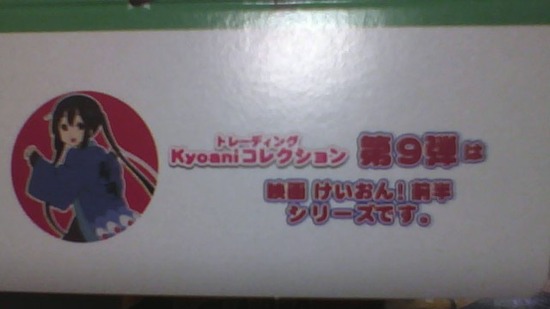 トレーディング
Kyoaniコレクション 第9弾は
映画 けいおん！前半
シリーズです。